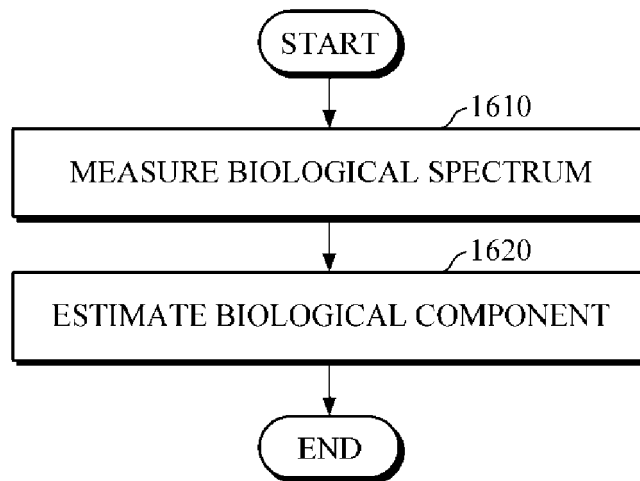 START
1610
MEASURE BIOLOGICAL SPECTRUM
1620
ESTIMATE BIOLOGICAL COMPONENT
END